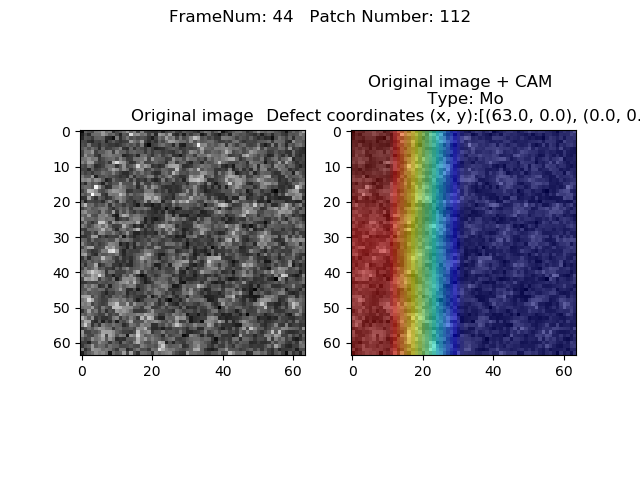 FrameNum: 44   Patch Number: 112
Original image + CAM
Type: Mo
Original image
Defect coordinates (x, y):[(63.0, 0.0), (0.0, 0.
0
10
20
30
40
50
60
0 20 40 60
0
10
20
30
40
50
60
0 20 40 60